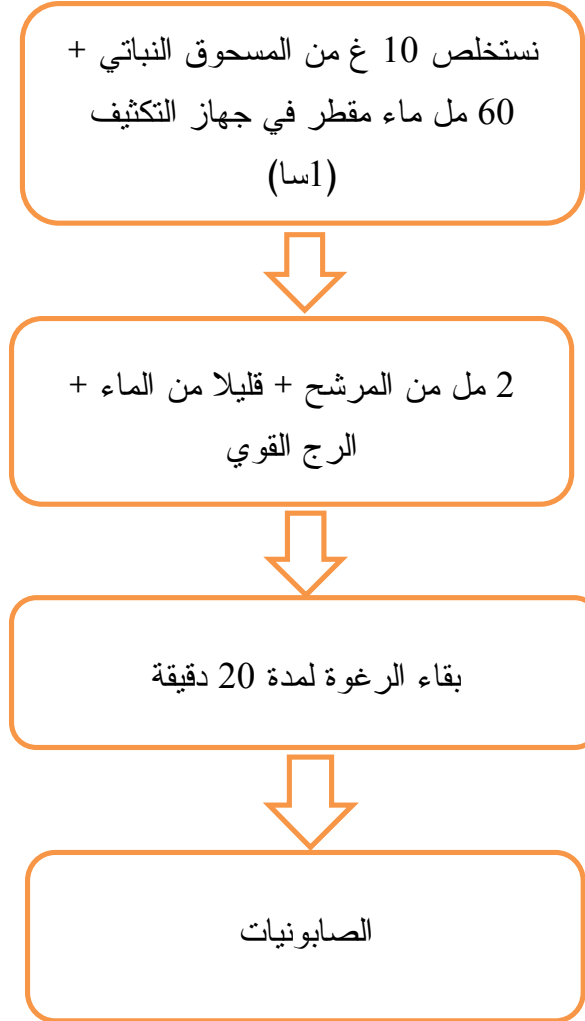 نستخلص 10 غ من المسحوق النباتي +
60 مل ماء مقطر في جهاز التكثيف
(1سا)
2 مل من المرشح + قليلا من الماء +
الرج القوي
بقاء الرغوة لمدة 20 دقيقة
الصابونيات